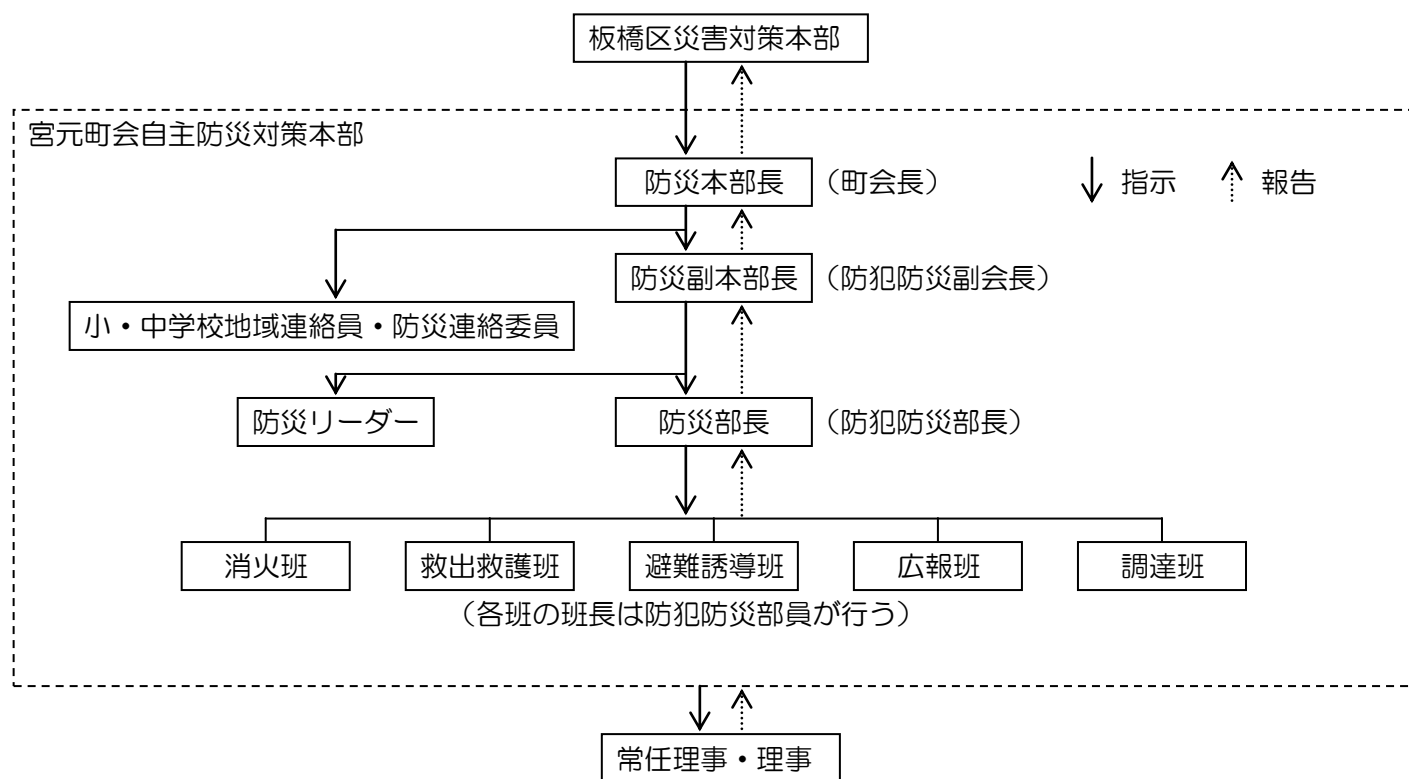 板橋区災害対策本部
宮元町会自主防災対策本部
防災本部長 （町会長） 指示 報告
防災副本部長 （防犯防災副会長）
小・中学校地域連絡員・防災連絡委員
防災リーダー 防災部長 （防犯防災部長）
消火班 救出救護班 避難誘導班 広報班 調達班
（各班の班長は防犯防災部員が行う）
常任理事・理事